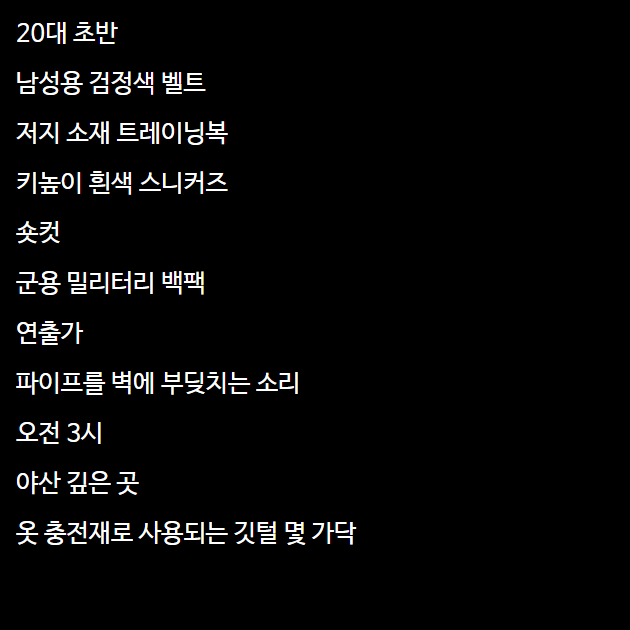 20대 초반
남성용 검정색 벨트
저지 소재 트레이닝복
키높이 흰색 스니커즈
숏컷
군용 밀리터리 백팩
연출가
파이프를 벽에 부딪치는 소리
오전 3시
야산 깊은 곳
옷 충전재로 사용되는 깃털 몇 가닥